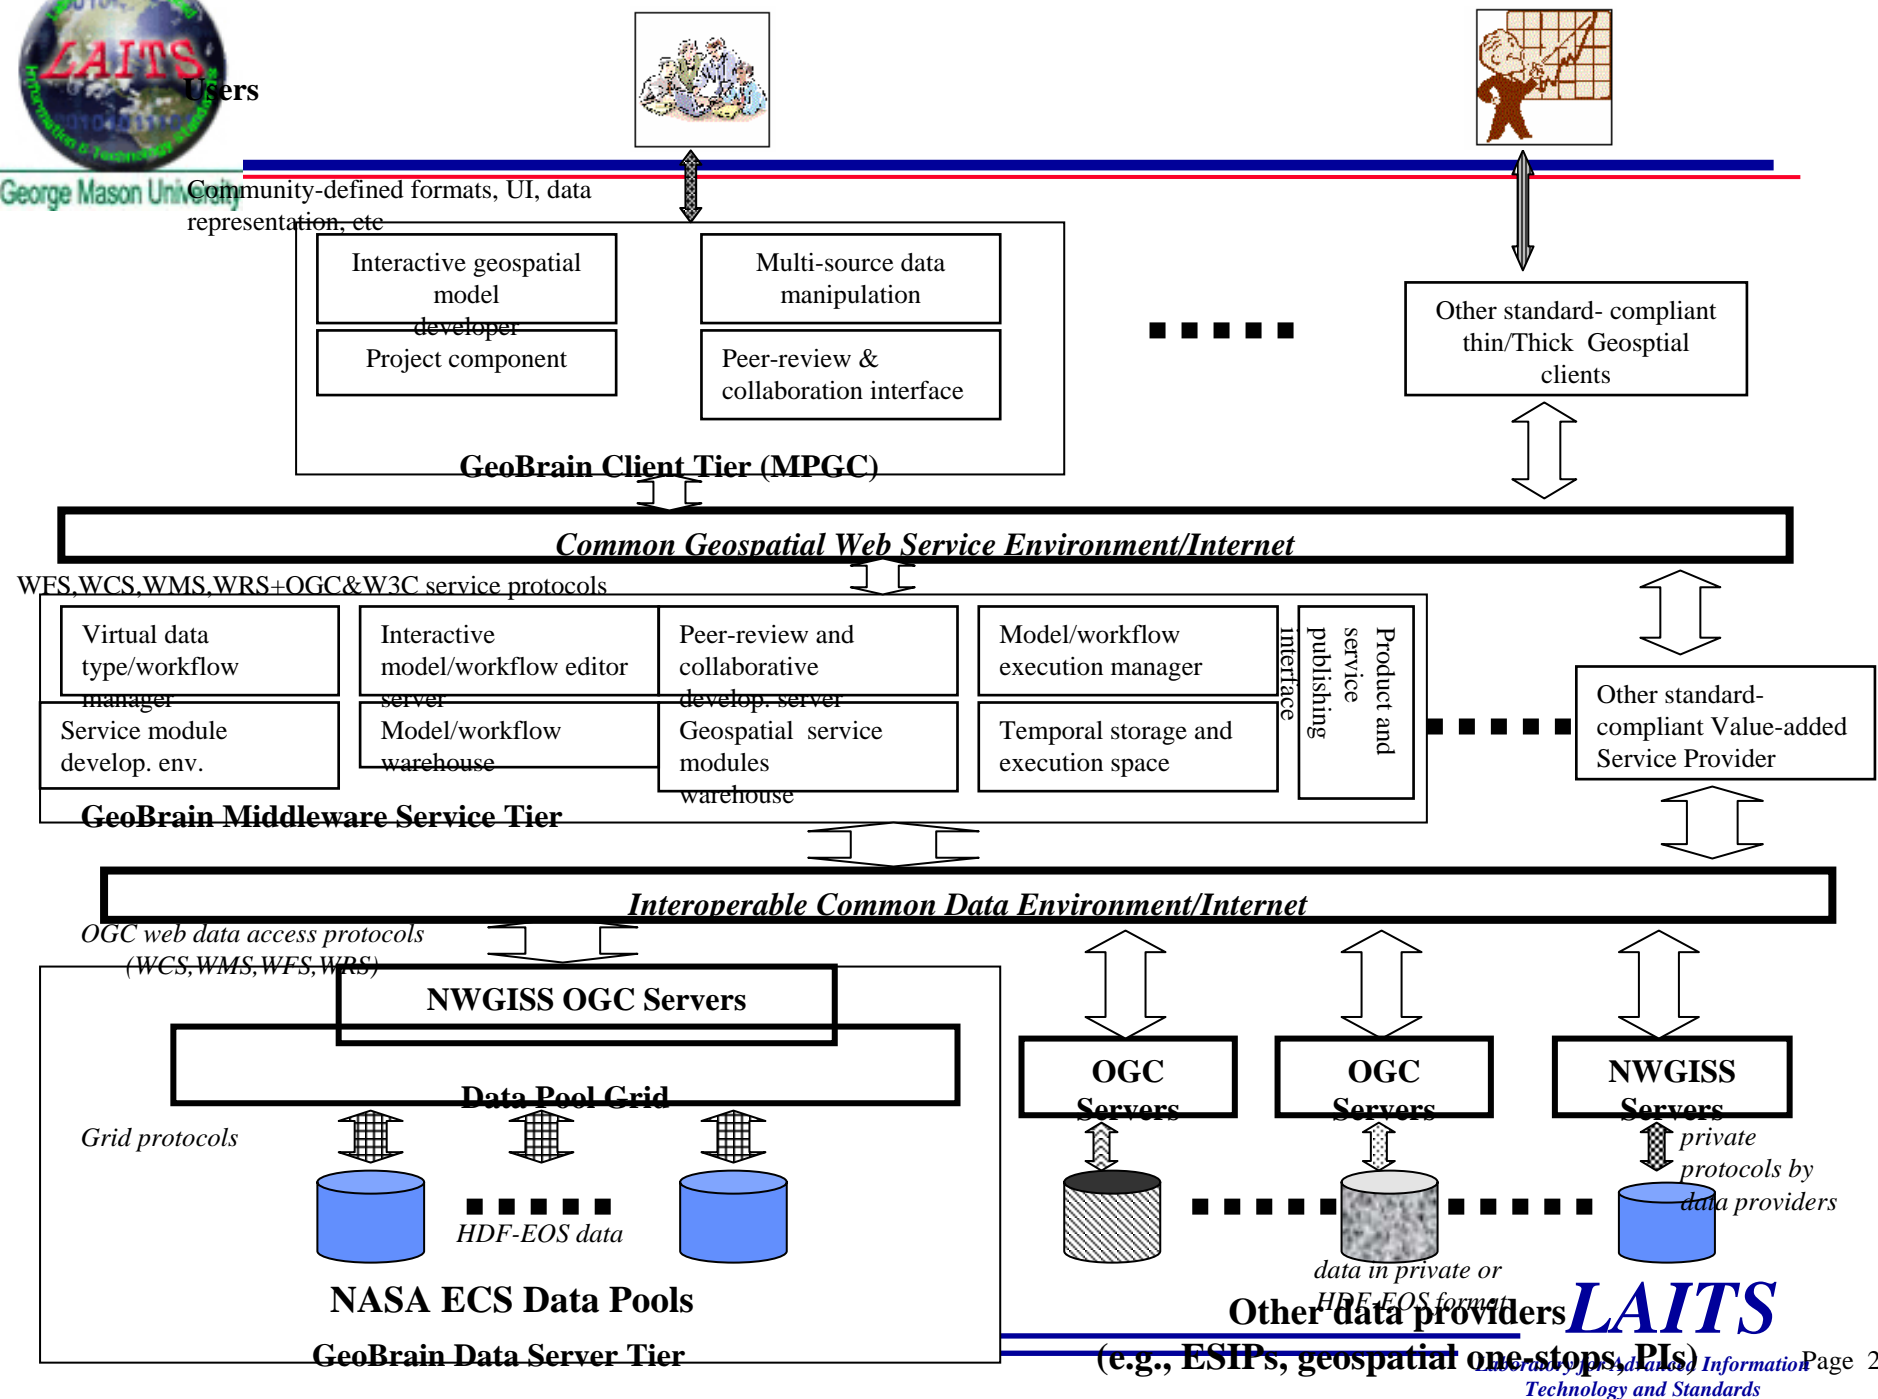 LAITS
Information & Technology
George Mason University
Users
Community-defined formats, UI, data
representation, etc
Interactive geospatial
model
developer
Multi-source data
manipulation
Project component
Peer-review &
collaboration interface
Other standard- compliant
thin/Thick Geosptial
clients
GeoBrain Client Tier (MPGC)
Common Geospatial Web Service Environment/Internet
WFS,WCS,WMS,WRS+OGC&W3C service protocols
Virtual data
type/workflow
manager
Interactive
model/workflow editor
server
Peer-review and
collaborative
develop. server
Model/workflow
execution manager
Product and
service
publishing
interface
Service module
develop. env.
Model/workflow
warehouse
Geospatial service
modules
warehouse
Temporal storage and
execution space
Other standard-
compliant Value-added
Service Provider
GeoBrain Middleware Service Tier
Interoperable Common Data Environment/Internet
OGC web data access protocols
(WCS,WMS,WFS,WRS)
NWGISS OGC Servers
Data Pool Grid
Grid protocols
HDF-EOS data
NASA ECS Data Pools
GeoBrain Data Server Tier
OGC
Servers
OGC
Servers
NWGISS
Servers
private
protocols by
data providers
data in private or
HDF-EOS format
Other data providers
(e.g., ESIPs, geospatial one-stops, PIs)
LAITS
Laboratory for Advanced Information
Technology and Standards
Page 2